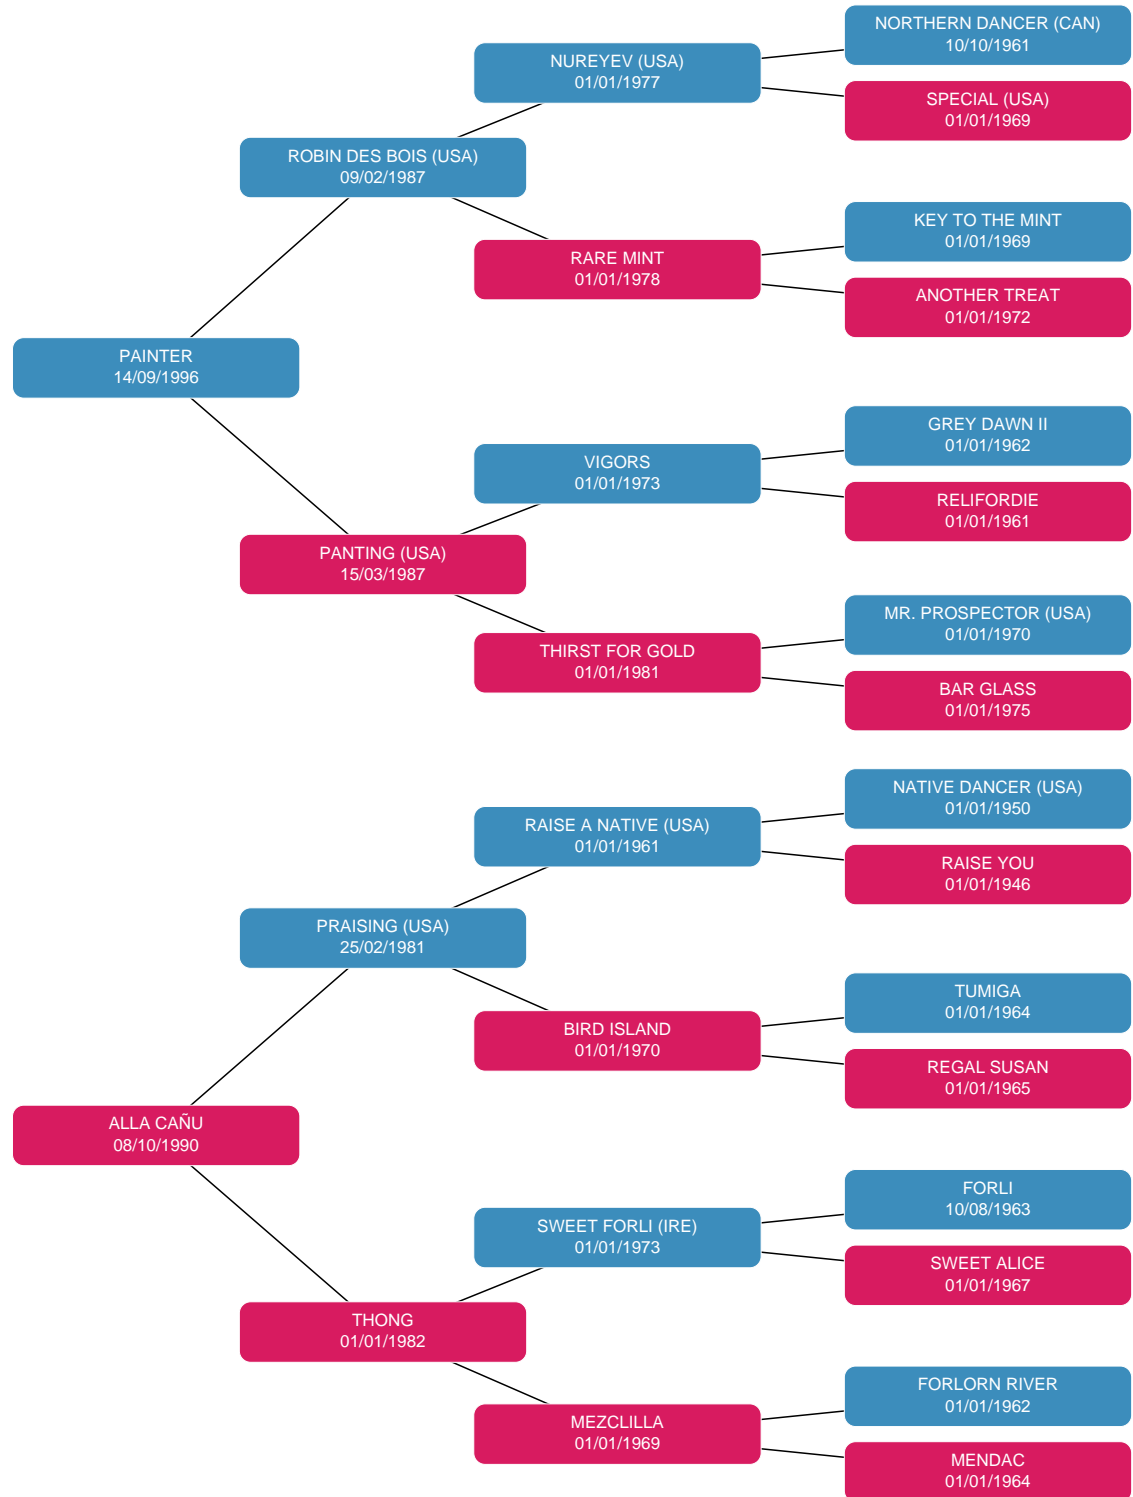 NORTHERN DANCER (CAN)
10/10/1961
NUREYEV (USA)
01/01/1977
SPECIAL (USA)
01/01/1969
ROBIN DES BOIS (USA)
09/02/1987
KEY TO THE MINT
01/01/1969
RARE MINT
01/01/1978
ANOTHER TREAT
01/01/1972
PAINTER
14/09/1996
GREY DAWN II
01/01/1962
VIGORS
01/01/1973
RELIFORDIE
01/01/1961
PANTING (USA)
15/03/1987
MR. PROSPECTOR (USA)
01/01/1970
THIRST FOR GOLD
01/01/1981
BAR GLASS
01/01/1975
NATIVE DANCER (USA)
01/01/1950
RAISE A NATIVE (USA)
01/01/1961
RAISE YOU
01/01/1946
PRAISING (USA)
25/02/1981
TUMIGA
01/01/1964
BIRD ISLAND
01/01/1970
REGAL SUSAN
01/01/1965
ALLA CAÑU
08/10/1990
FORLI
10/08/1963
SWEET FORLI (IRE)
01/01/1973
SWEET ALICE
01/01/1967
THONG
01/01/1982
FORLORN RIVER
01/01/1962
MEZCLILLA
01/01/1969
MENDAC
01/01/1964